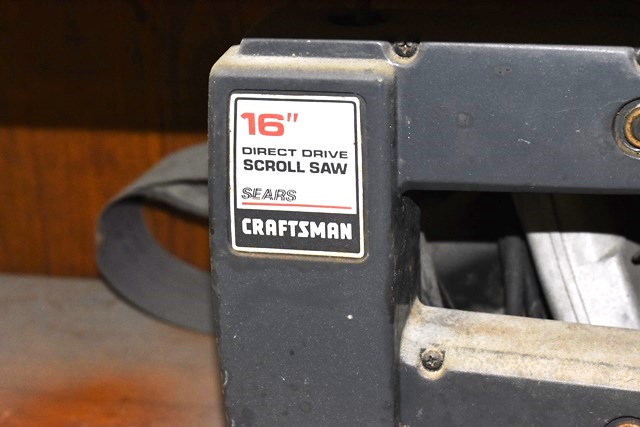 16"
DIRECT DRIVE
SCROLL SAW
SEARS
CRAFTSMAN